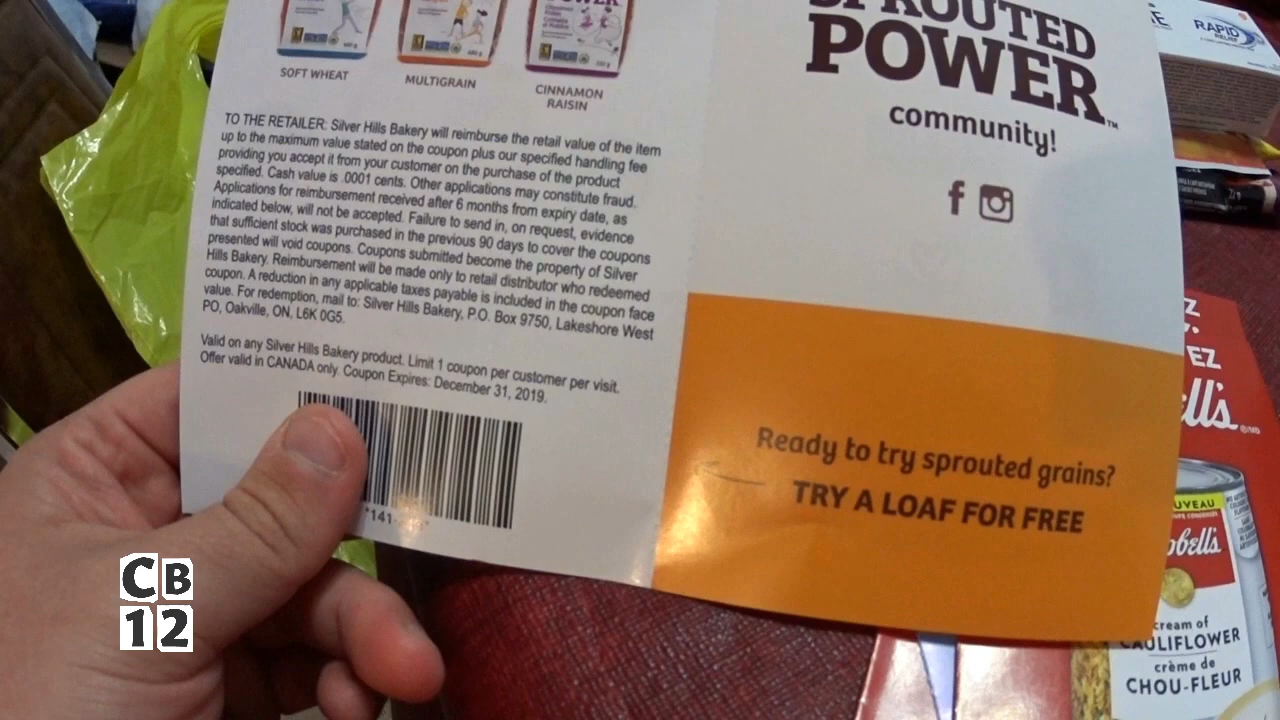 POWER
SOFT WHEAT
MULTIGRAIN
CINNAMON
RAISIN
TO THE RETAILER: Silver Hills Bakery will reimburse the retail value of the item
up to the maximum value stated on the coupon plus our specified handling fee
providing you accept it from your customer on the purchase of the product
specified. Cash value is .0001 cents. Other applications may constitute fraud.
Applications for reimbursement received after 6 months from expiry date, as
indicated below, will not be accepted. Failure to send in, on request, evidence
that sufficient stock was purchased in the previous 90 days to cover the coupons
presented will void coupons. Coupons submitted become the property of Silver
Hills Bakery. Reimbursement will be made only to retail distributor who redeemed
coupon. A reduction in any applicable taxes payable is included in the coupon face
value. For redemption, mail to: Silver Hills Bakery, P.O. Box 9750, Lakeshore West
PO, Oakville, ON, L6K 0G5.
Valid on any Silver Hills Bakery product. Limit 1 coupon per customer per visit.
Offer valid in CANADA only. Coupon Expires: December 31, 2019.
*141
SPROUTED
POWER™
community!
Ready to try sprouted grains?
TRY A LOAF FOR FREE
RAPID
EZ
ell's
UVEAU
pbell's
cream of
CAULIFLOWER
crème de
CHOU-FLEUR
CB
12